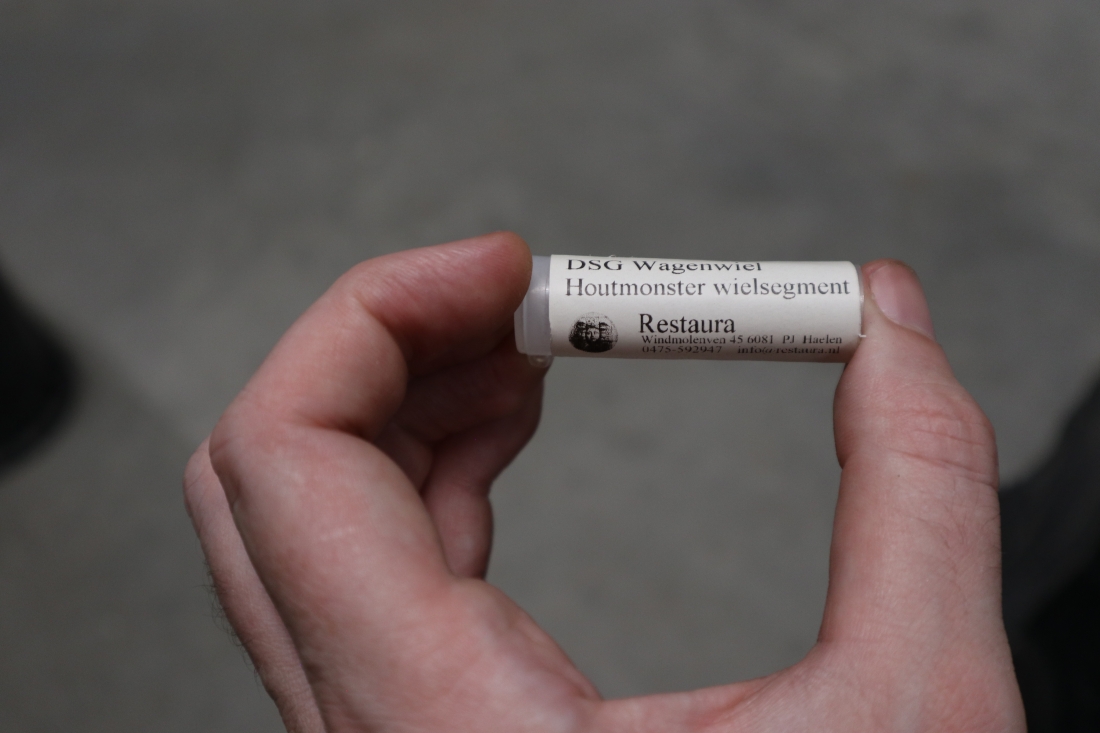 DSG Wagenwiel
Houtmonster wielsegment
Restaura
Windmolenven 45 6081 PJ Haelen
0475-592947 info@restaura.nl